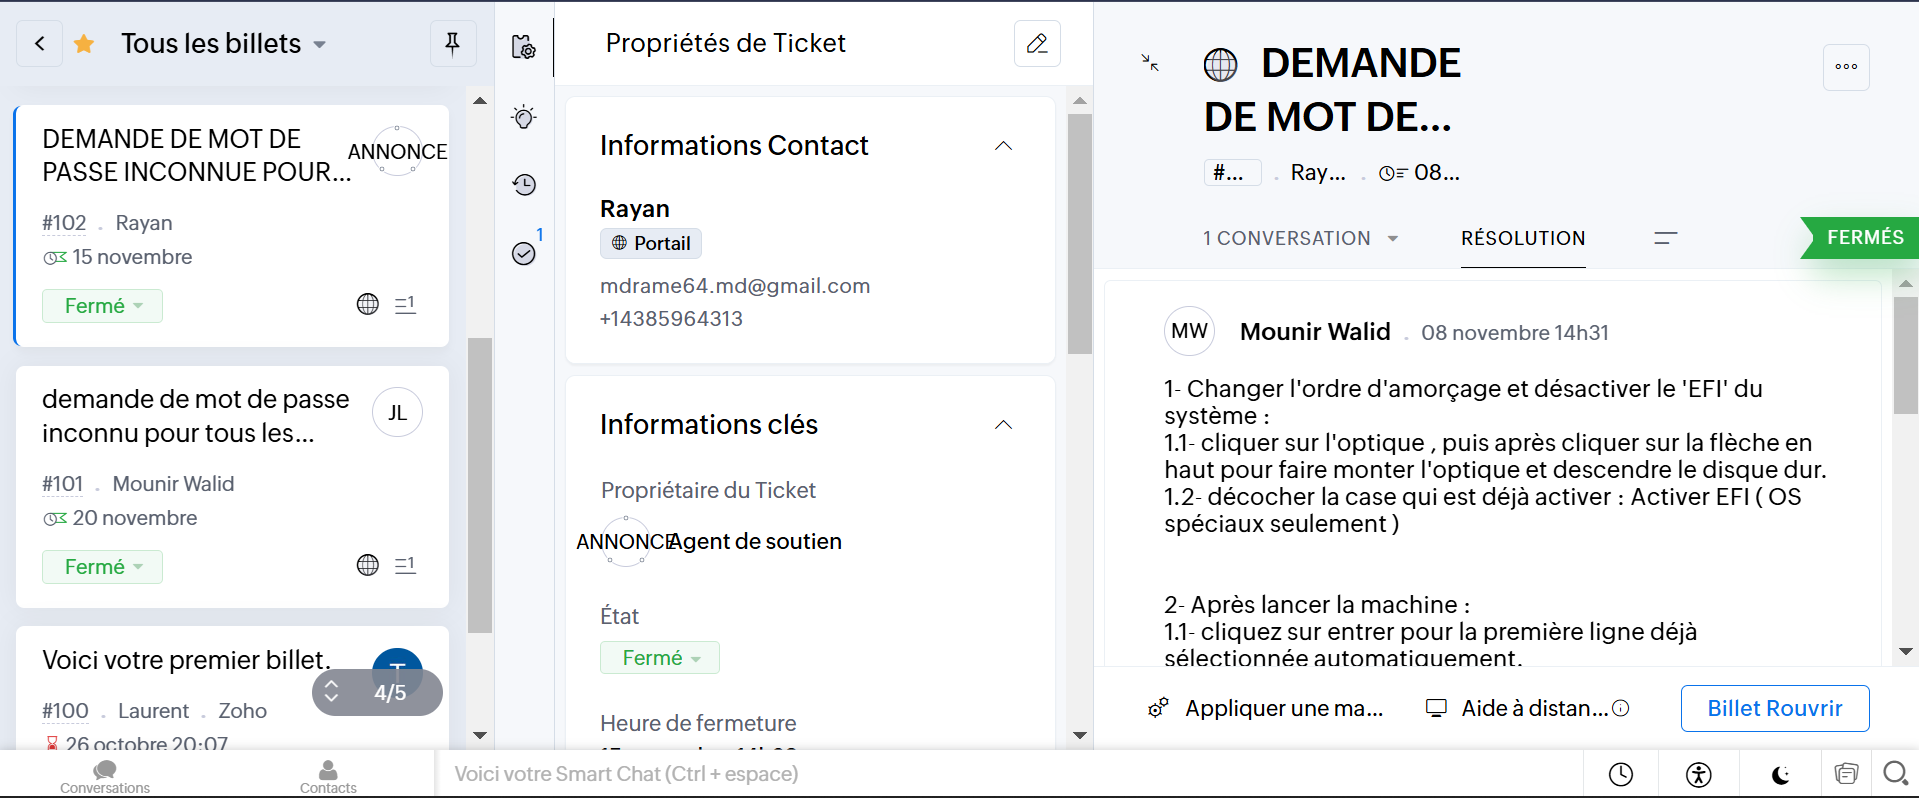 Tous les billets
DEMANDE DE MOT DE
PASSE INCONNUE POUR...
ANNONCE
#102 . Rayan
15 novembre
Fermé
1
demande de mot de passe
inconnu pour tous les...
JL
#101 . Mounir Walid
20 novembre
Fermé
1
Voici votre premier billet.
T
4/5
#100 . Laurent . Zoho
26 octobre 20:07
Conversations
Contacts
1
Propriétés de Ticket
Informations Contact
Rayan
Portail
mdrame64.md@gmail.com
+14385964313
Informations clés
Propriétaire du Ticket
ANNONCE
Agent de soutien
État
Fermé
Heure de fermeture
DEMANDE
DE MOT DE...
#... . Ray... . 08...
1 CONVERSATION
RÉSOLUTION
FERMÉS
MW
Mounir Walid . 08 novembre 14h31
1- Changer l'ordre d'amorçage et désactiver le 'EFI' du
système :
1.1- cliquer sur l'optique , puis après cliquer sur la flèche en
haut pour faire monter l'optique et descendre le disque dur.
1.2- décocher la case qui est déjà activer : Activer EFI ( OS
spéciaux seulement )
2- Après lancer la machine :
1.1- cliquez sur entrer pour la première ligne déjà
sélectionnée automatiquement.
Appliquer une ma...
Aide à distan...
Billet Rouvrir
Voici votre Smart Chat (Ctrl + espace)